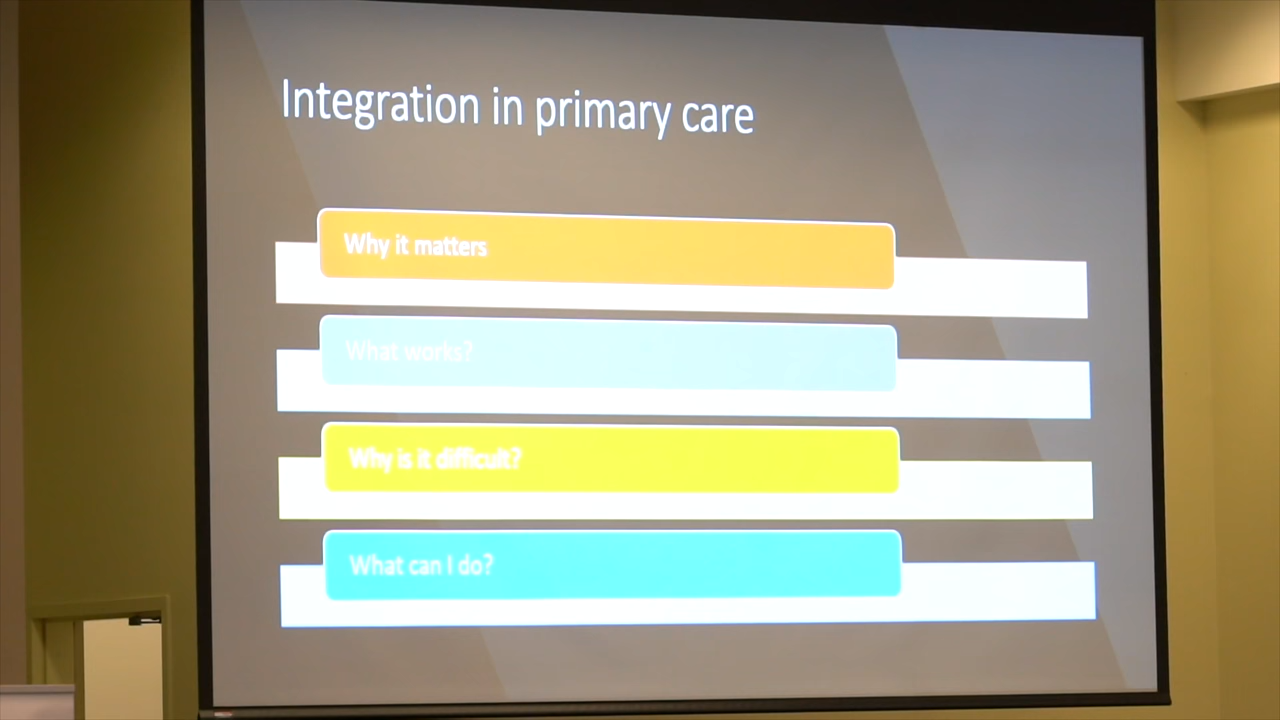 Integration in primary care
Why it matters
What works?
Why is it difficult?
What can I do?